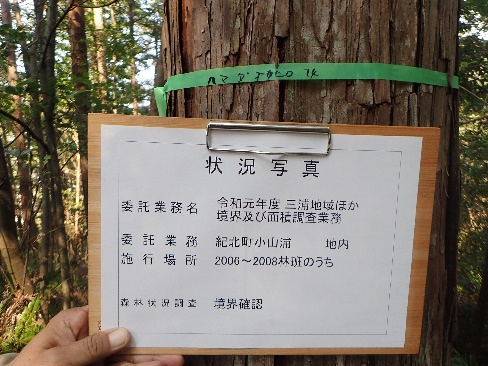 状況写真
委託業務名 令和元年度 三浦地域ほか
境界及び面積調査業務
委託業務 紀北町小山浦 地内
施行場所 2006～2008林班のうち
森林状況調査 境界確認